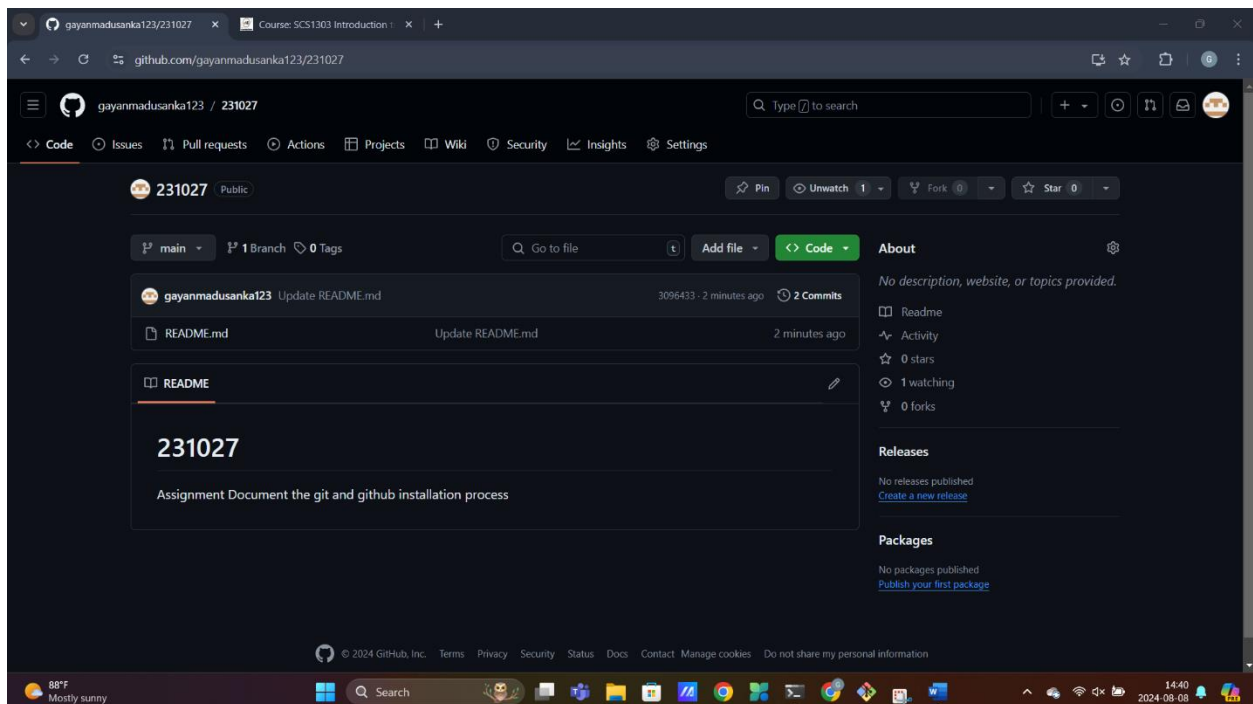 gayanmadusanka123/231027
Course: SCS1303 Introduction
github.com/gayanmadusanka123/231027
G
gayanmadusanka123 / 231027
Type / to search
Code Issues Pull requests Actions Projects Wiki Security Insights Settings
231027 Public
Pin Unwatch 1 Fork 0 Star 0
main 1 Branch 0 Tags
Go to file t Add file Code
gayanmadusanka123 Update README.md 3096433 · 2 minutes ago 2 Commits
README.md Update README.md 2 minutes ago
README
231027
Assignment Document the git and github installation process
About
No description, website, or topics provided.
Readme
Activity
0 stars
1 watching
0 forks
Releases
No releases published
Create a new release
Packages
No packages published
Publish your first package
© 2024 GitHub, Inc. Terms Privacy Security Status Docs Contact Manage cookies Do not share my personal information
88°F
Mostly sunny
Search
14:40
2024-08-08